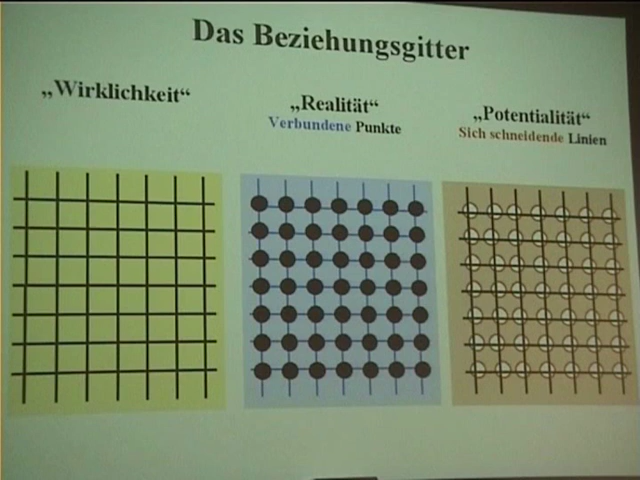 Das Beziehungsgitter
„Wirklichkeit“
„Realität“
Verbundene Punkte
„Potentialität“
Sich schneidende Linien